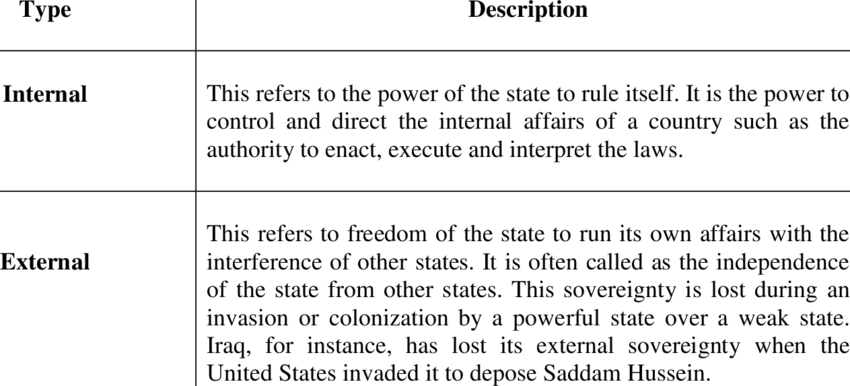 Type Description
Internal
This refers to the power of the state to rule itself. It is the power to
control and direct the internal affairs of a country such as the
authority to enact, execute and interpret the laws.
External
This refers to freedom of the state to run its own affairs with the
interference of other states. It is often called as the independence
of the state from other states. This sovereignty is lost during an
invasion or colonization by a powerful state over a weak state.
Iraq, for instance, has lost its external sovereignty when the
United States invaded it to depose Saddam Hussein.